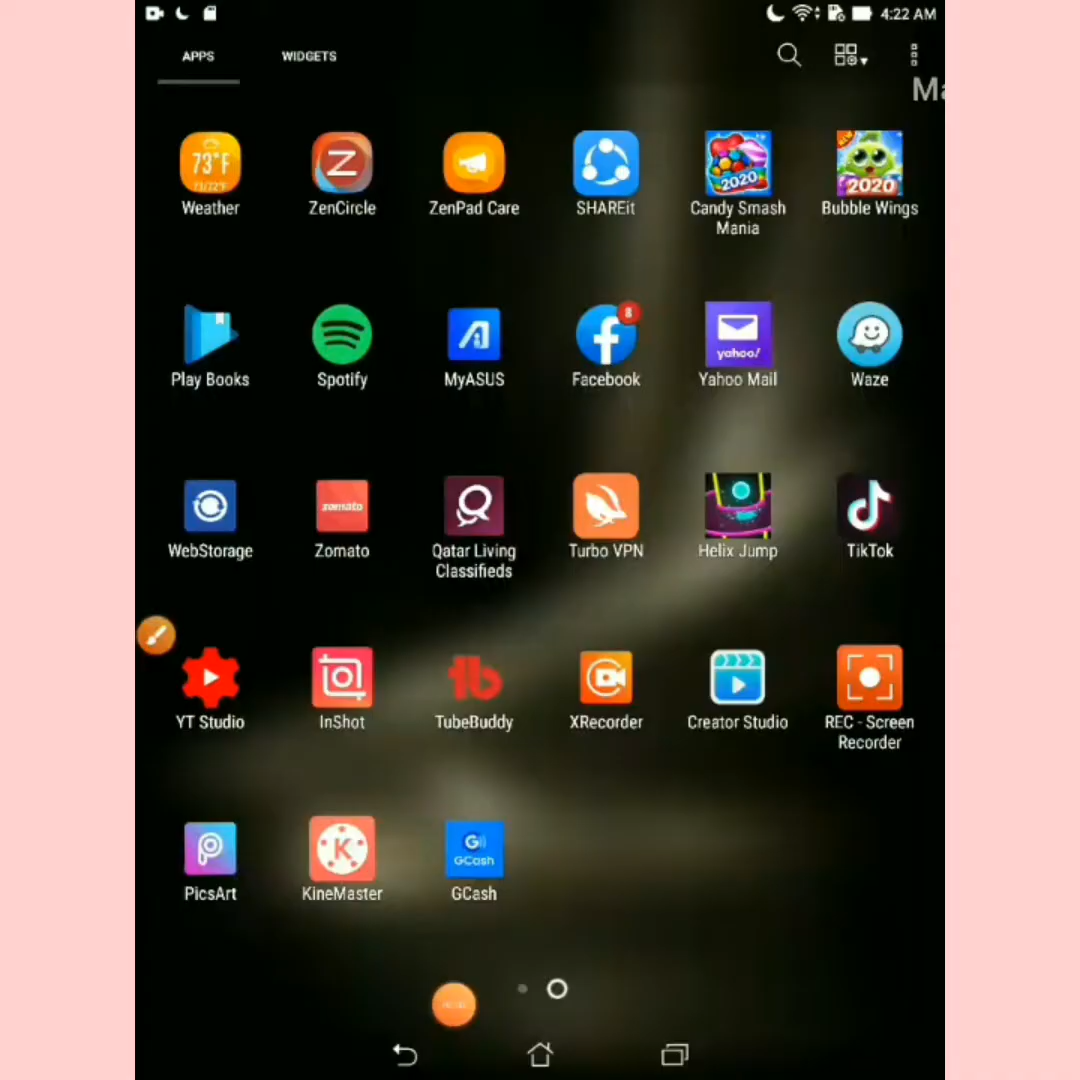 4:22 AM
APPS
WIDGETS
Ma
73°F
2020
NEW
2020
Weather
ZenCircle
ZenPad Care
SHAREit
Candy Smash
Mania
Bubble Wings
8
yahoo!
Play Books
Spotify
MyASUS
Facebook
Yahoo Mail
Waze
zomato
WebStorage
Zomato
Qatar Living
Classifieds
Turbo VPN
Helix Jump
TikTok
YT Studio
InShot
TubeBuddy
XRecorder
Creator Studio
REC - Screen
Recorder
K
G
GCash
PicsArt
KineMaster
GCash